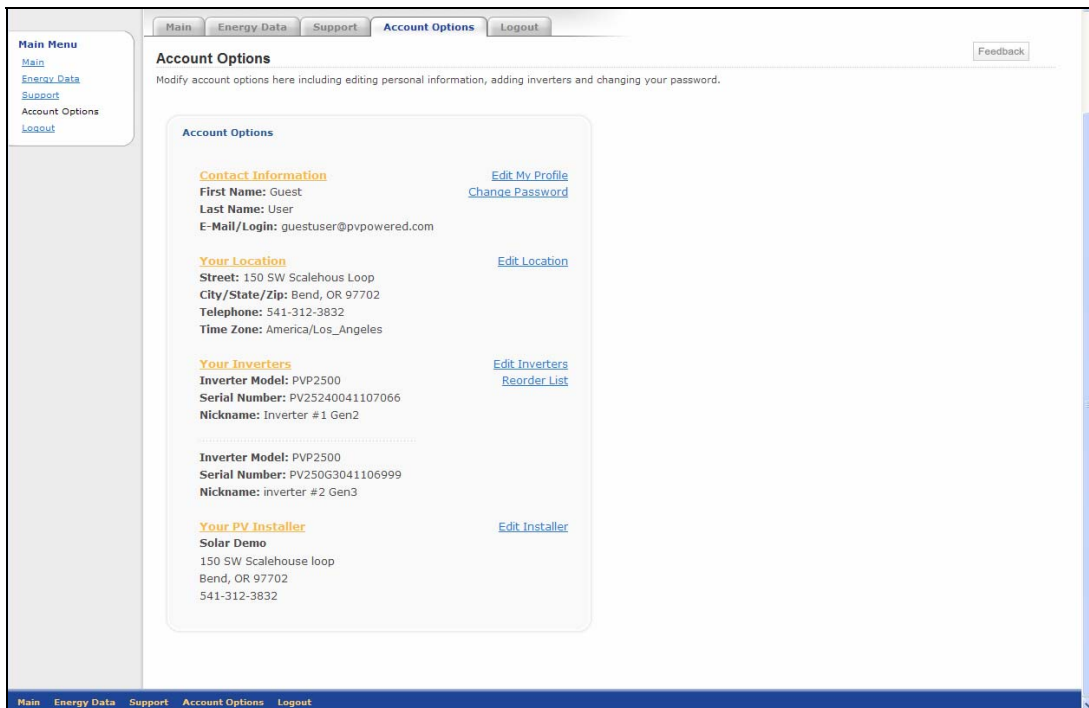 Main Energy Data Support Account Options Logout
Main Menu
Main
Energy Data
Support
Account Options
Logout
Account Options
Feedback
Modify account options here including editing personal information, adding inverters and changing your password.
Account Options
Contact Information Edit My Profile
First Name: Guest Change Password
Last Name: User
E-Mail/Login: guestuser@pvpowered.com
Your Location Edit Location
Street: 150 SW Scalehous Loop
City/State/Zip: Bend, OR 97702
Telephone: 541-312-3832
Time Zone: America/Los_Angeles
Your Inverters Edit Inverters
Inverter Model: PVP2500 Reorder List
Serial Number: PV25240041107066
Nickname: Inverter #1 Gen2
Inverter Model: PVP2500
Serial Number: PV250G3041106999
Nickname: inverter #2 Gen3
Your PV Installer Edit Installer
Solar Demo
150 SW Scalehouse loop
Bend, OR 97702
541-312-3832
Main Energy Data Support Account Options Logout